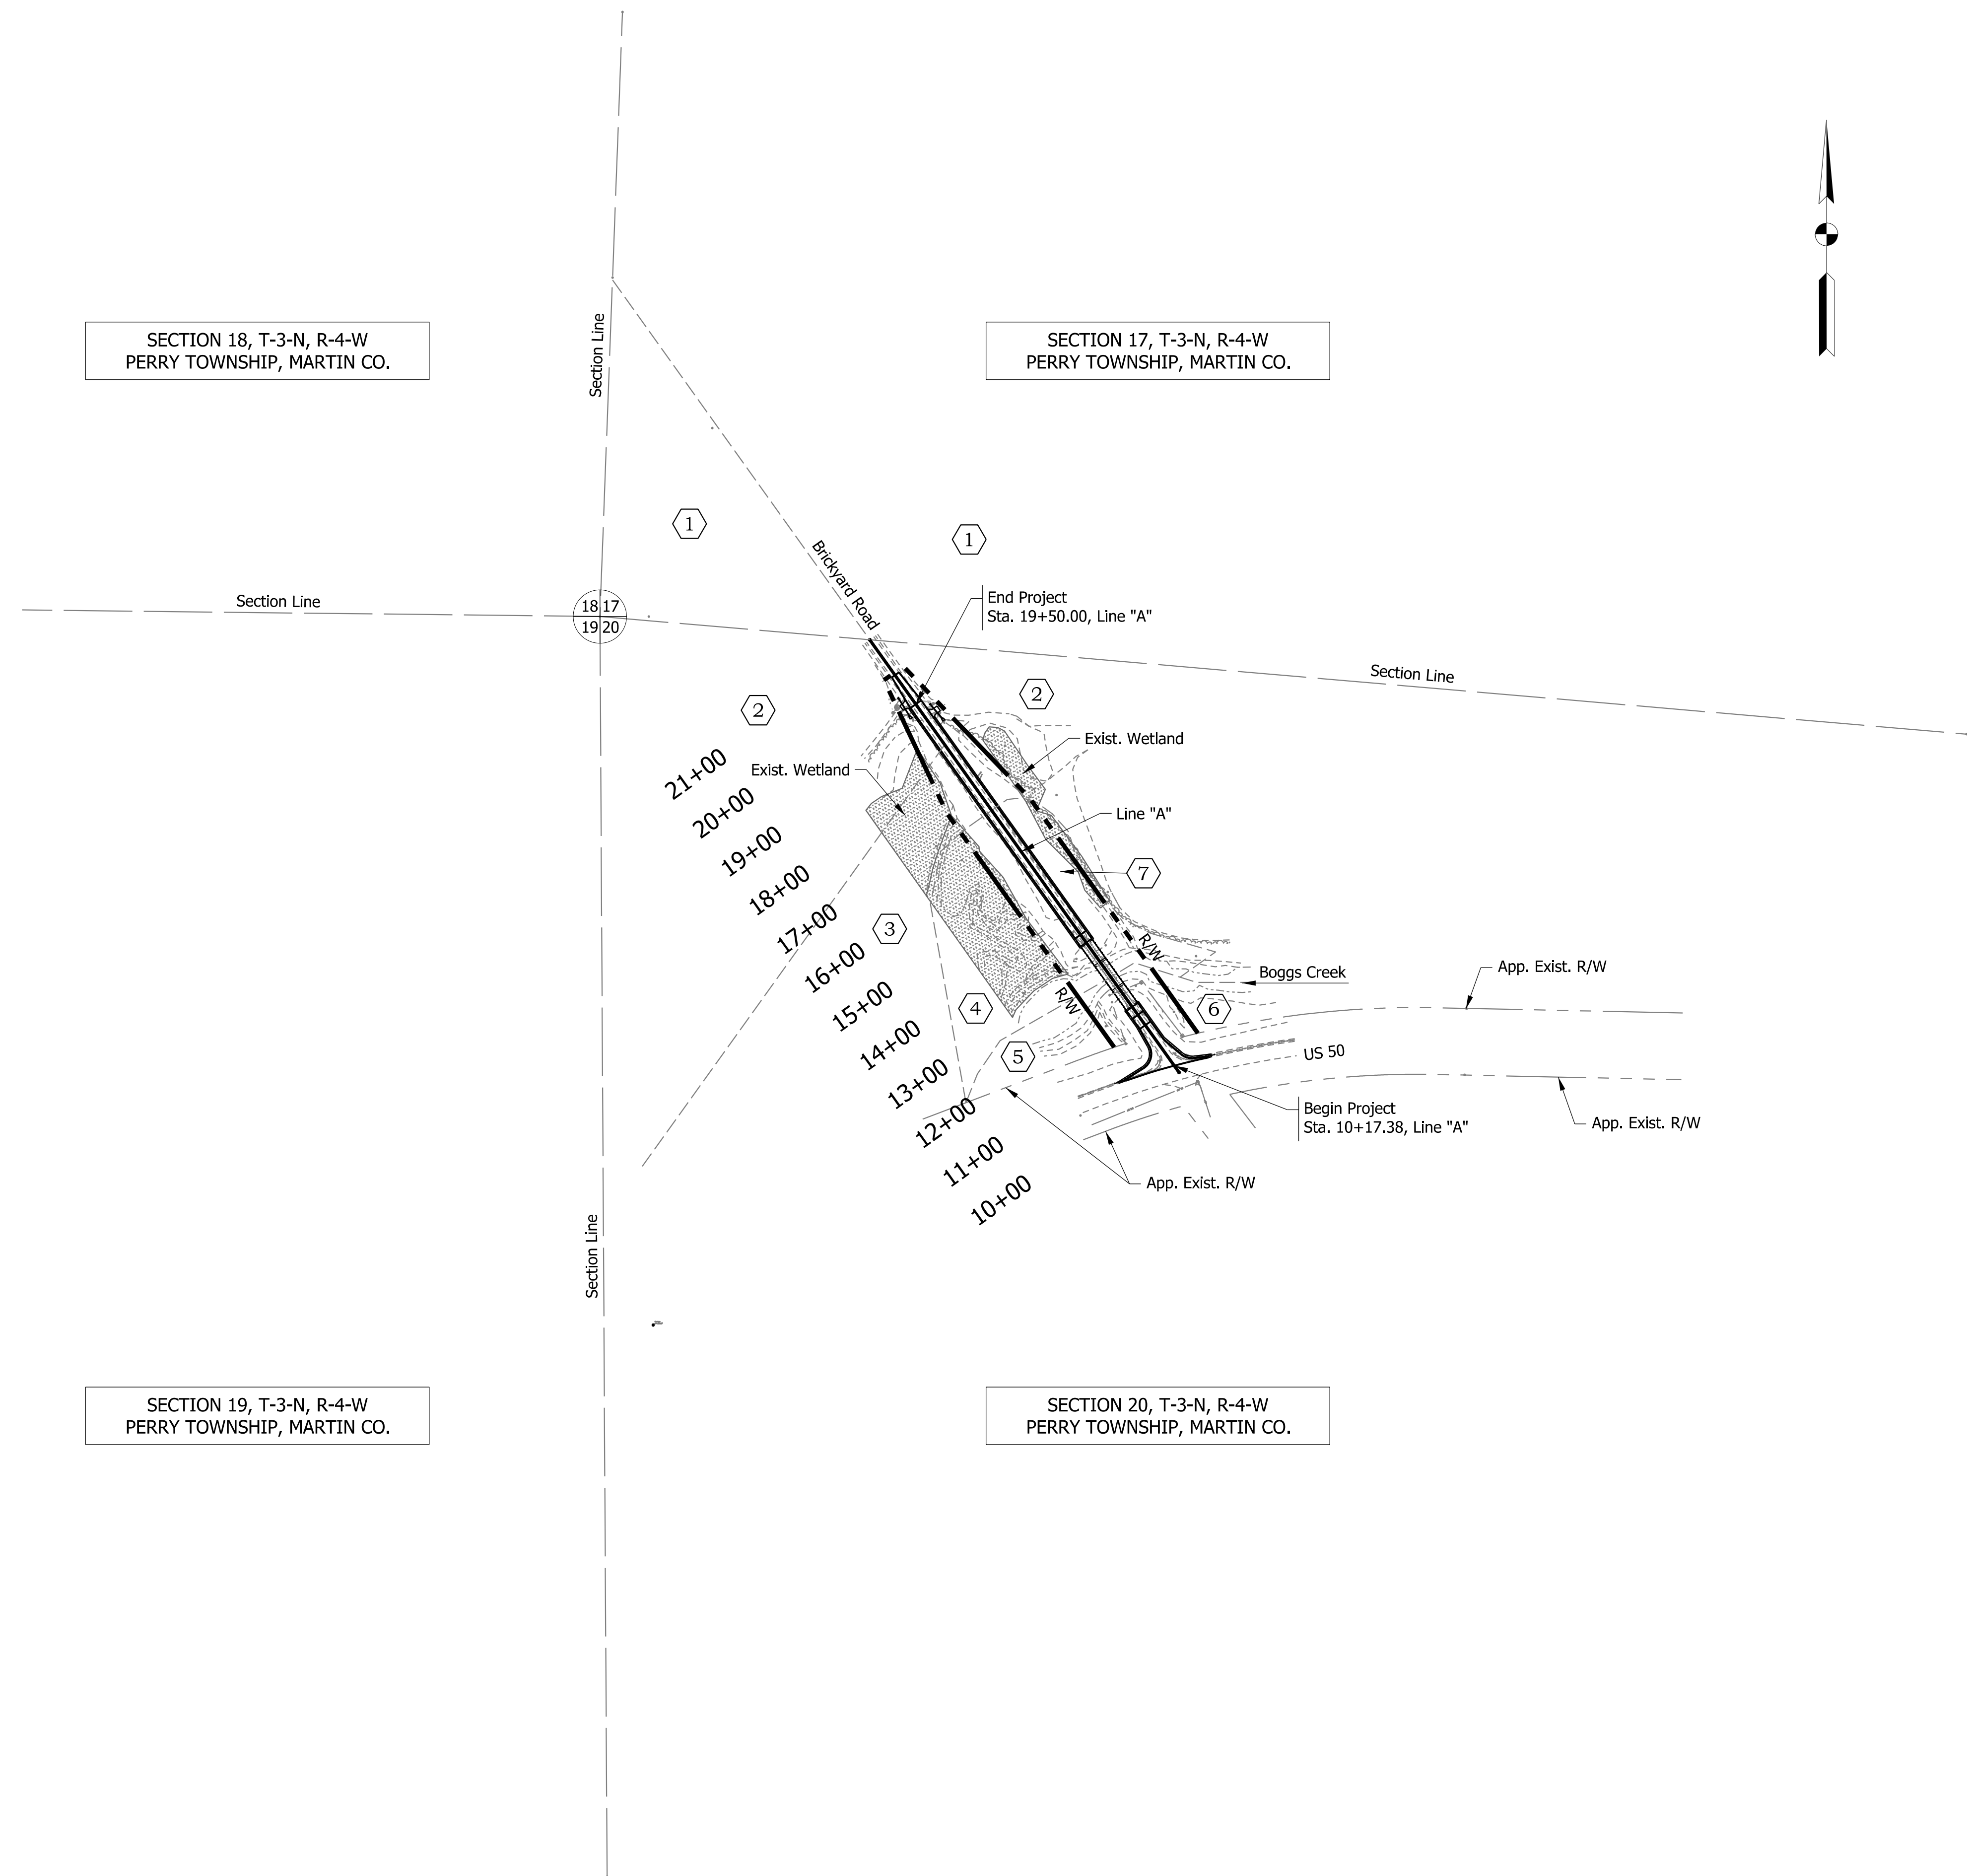 SECTION 18, T-3-N, R-4-W
PERRY TOWNSHIP, MARTIN CO.
Section Line
SECTION 17, T-3-N, R-4-W
PERRY TOWNSHIP, MARTIN CO.
1
1
Brickyard Road
Section Line
18 17
19 20
End Project
Sta. 19+50.00, Line "A"
Section Line
2
2
Exist. Wetland
Exist. Wetland
Line "A"
7
21+00
20+00
19+00
18+00
17+00
16+00
15+00
14+00
13+00
12+00
11+00
10+00
3
R/W
App. Exist. R/W
Boggs Creek
R/W
4
6
5
US 50
Begin Project
Sta. 10+17.38, Line "A"
App. Exist. R/W
App. Exist. R/W
Section Line
SECTION 19, T-3-N, R-4-W
PERRY TOWNSHIP, MARTIN CO.
SECTION 20, T-3-N, R-4-W
PERRY TOWNSHIP, MARTIN CO.